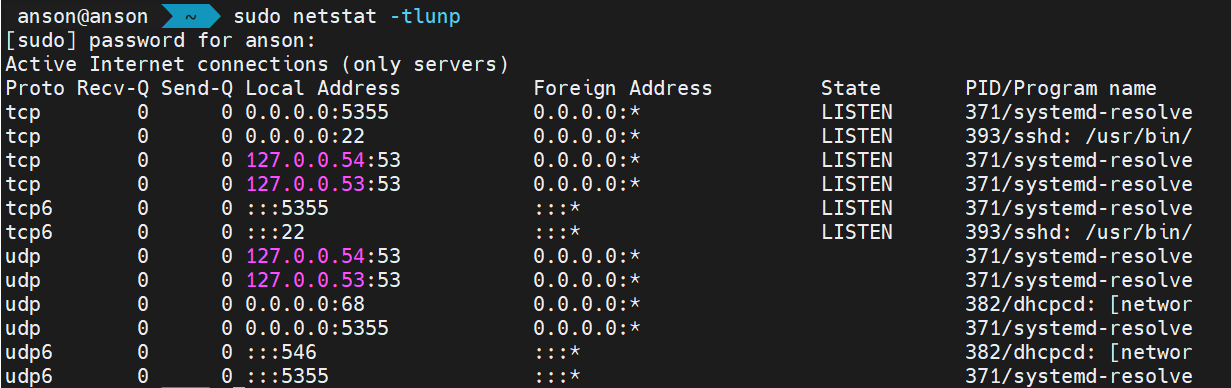 anson@anson ~ sudo netstat -tlunp
[sudo] password for anson:
Active Internet connections (only servers)
Proto Recv-Q Send-Q Local Address           Foreign Address         State       PID/Program name
tcp        0      0 0.0.0.0:5355            0.0.0.0:*               LISTEN      371/systemd-resolve
tcp        0      0 0.0.0.0:22              0.0.0.0:*               LISTEN      393/sshd: /usr/bin/
tcp        0      0 127.0.0.54:53           0.0.0.0:*               LISTEN      371/systemd-resolve
tcp        0      0 127.0.0.53:53           0.0.0.0:*               LISTEN      371/systemd-resolve
tcp6       0      0 :::5355                 :::*                    LISTEN      371/systemd-resolve
tcp6       0      0 :::22                   :::*                    LISTEN      393/sshd: /usr/bin/
udp        0      0 127.0.0.54:53           0.0.0.0:*                           371/systemd-resolve
udp        0      0 127.0.0.53:53           0.0.0.0:*                           371/systemd-resolve
udp        0      0 0.0.0.0:68              0.0.0.0:*                           382/dhcpcd: [networ
udp        0      0 0.0.0.0:5355            0.0.0.0:*                           371/systemd-resolve
udp6       0      0 :::546                  :::*                                382/dhcpcd: [networ
udp6       0      0 :::5355                 :::*                                371/systemd-resolve